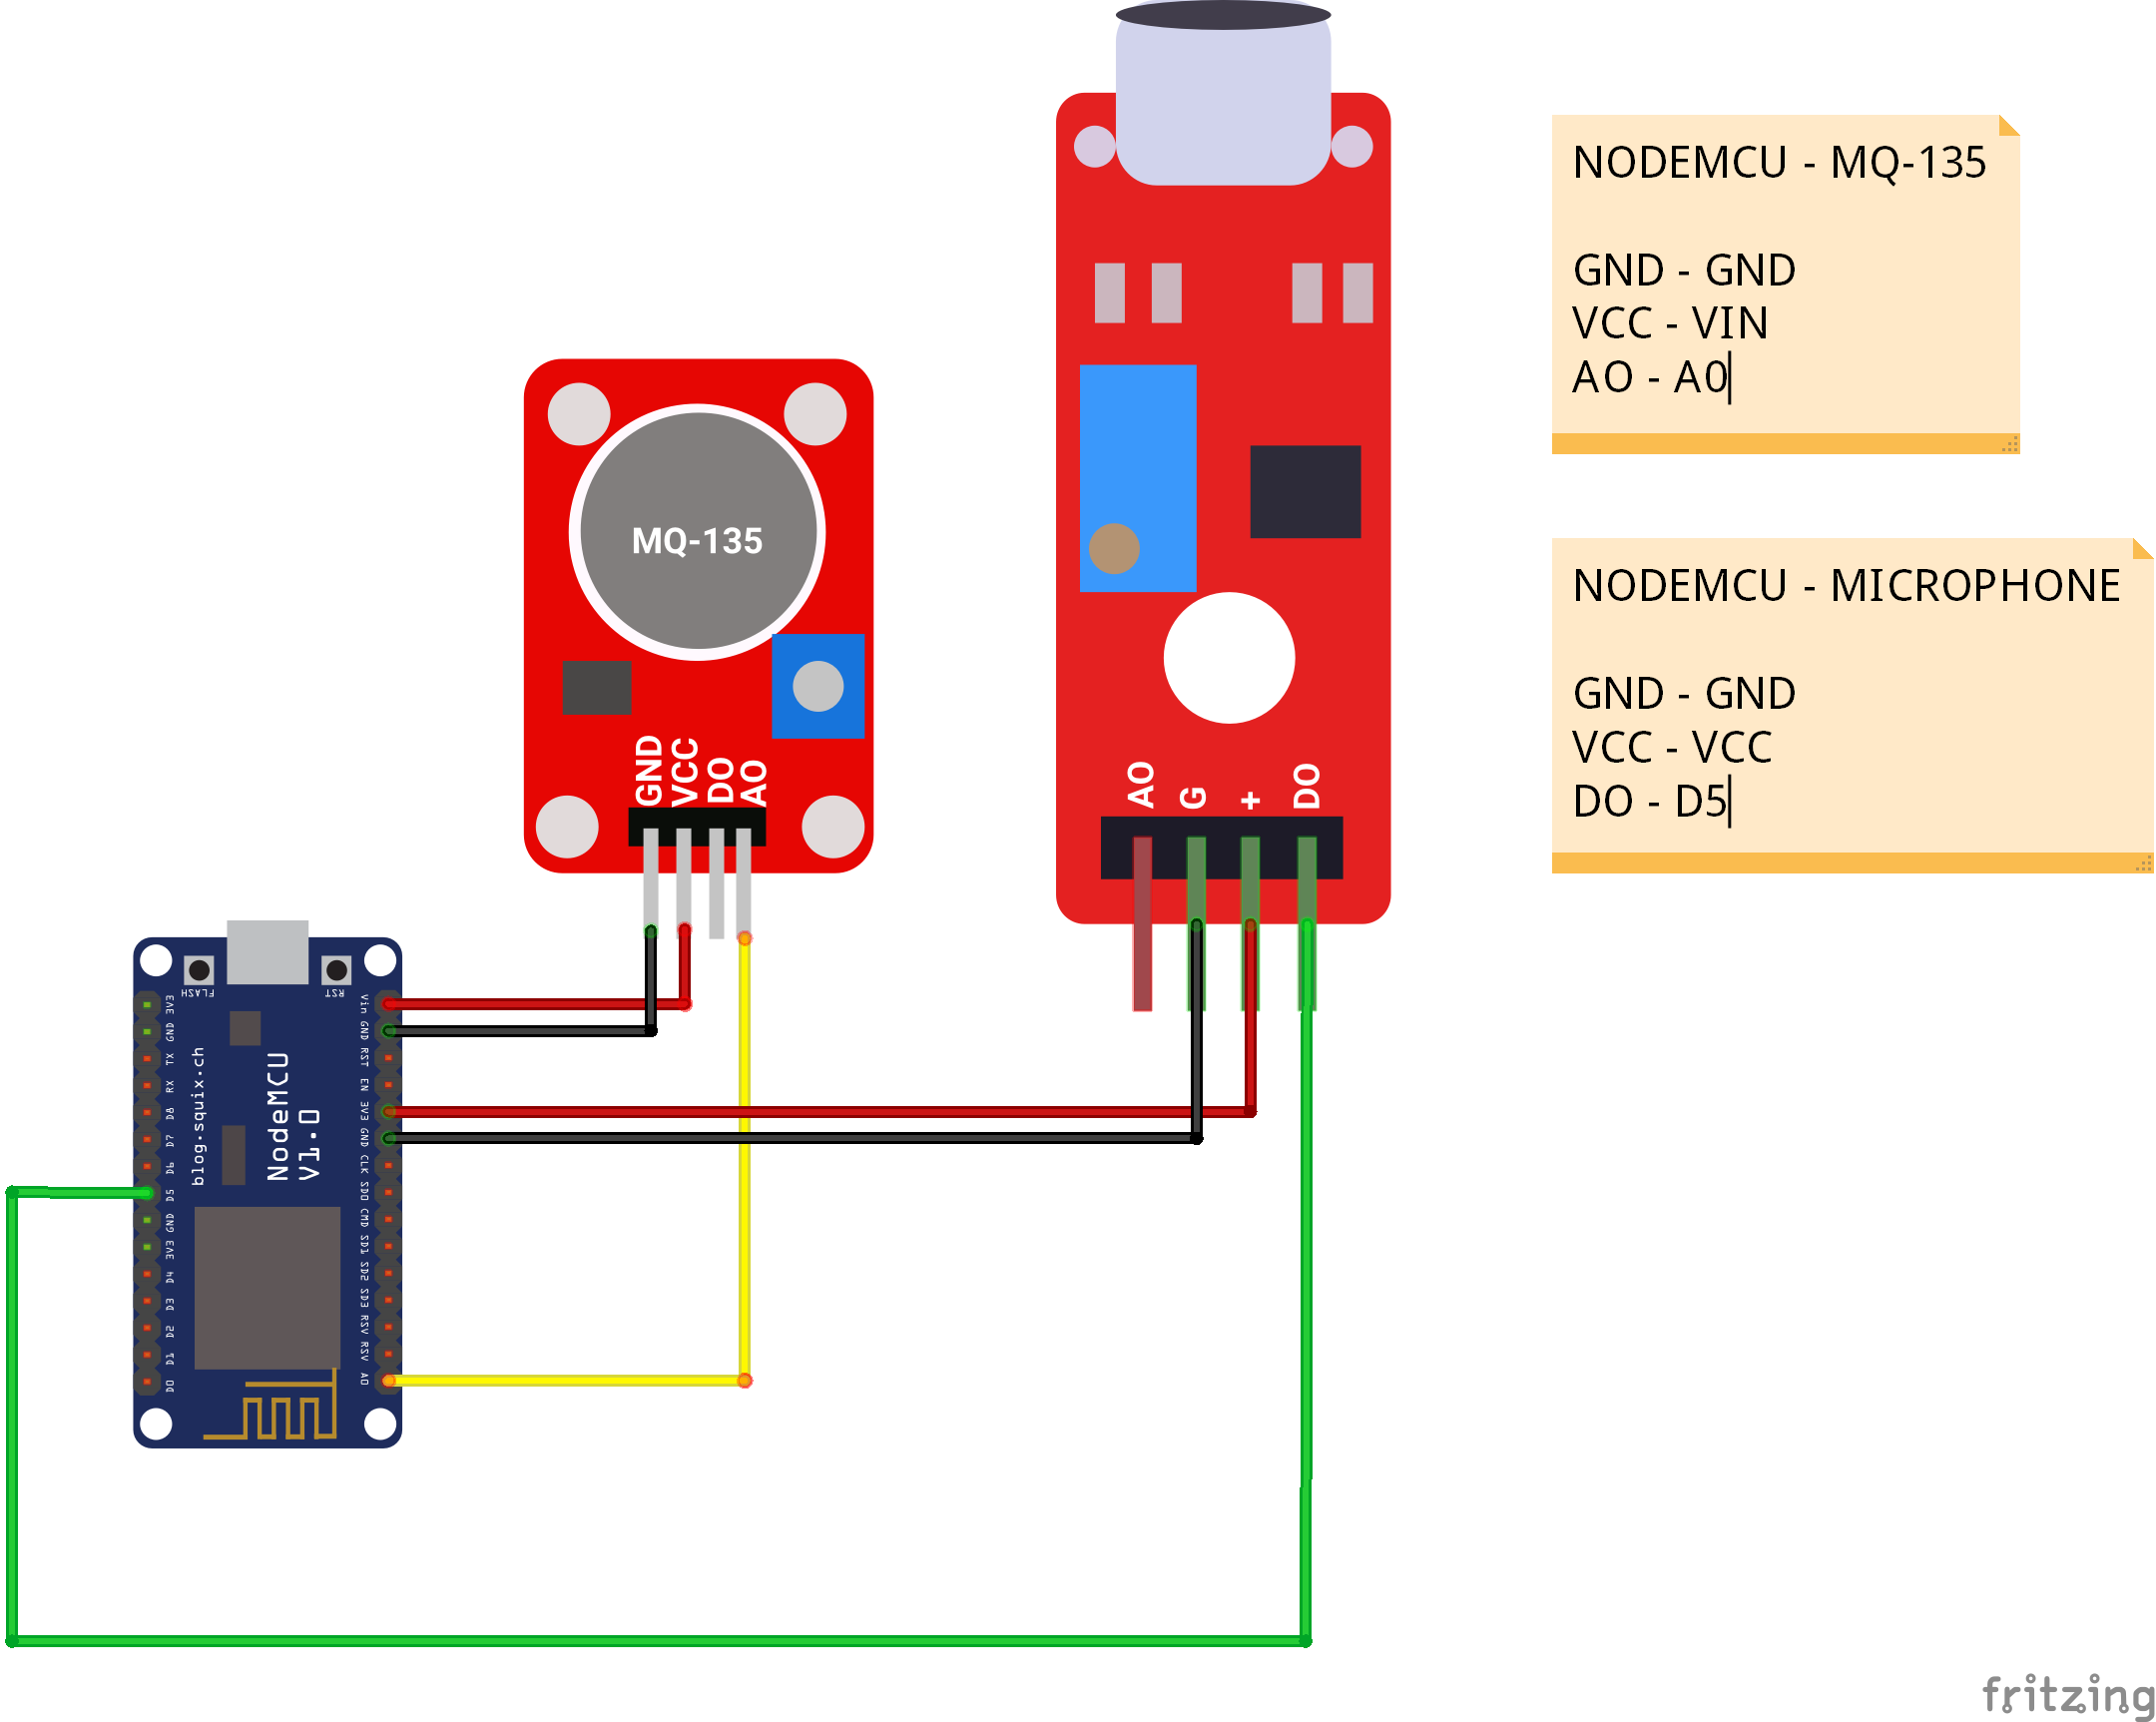 NODEMCU - MQ-135
GND - GND
VCC - VIN
AO - A0
NODEMCU - MICROPHONE
GND - GND
VCC - VCC
DO - D5
MQ-135
GND
VCC
DO
AO
AO
G
+
DO
FLASH
RST
3V3
GND
TX
RX
D8
D7
D6
D5
GND
3V3
D4
D3
D2
D1
D0
blog.squix.ch
NodeMCU
V1.0
Vin
GND
RST
EN
3V3
GND
CLK
SD0
CMD
SD1
SD2
SD3
RSV
RSV
A0
fritzing